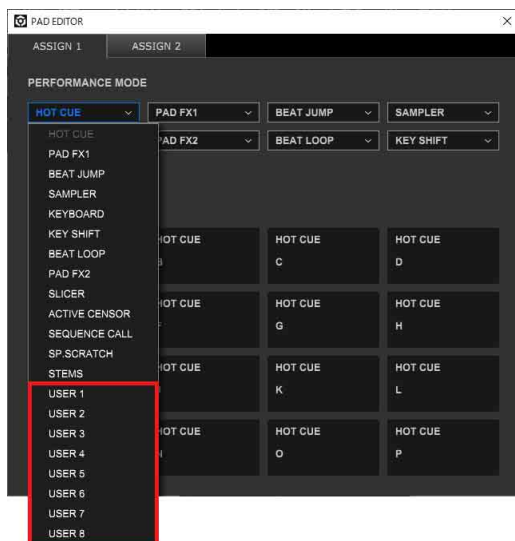 PAD EDITOR
ASSIGN 1 ASSIGN 2
PERFORMANCE MODE
HOT CUE PAD FX1 BEAT JUMP SAMPLER
PAD FX2 BEAT LOOP KEY SHIFT
HOT CUE
PAD FX1
BEAT JUMP
SAMPLER
KEYBOARD
KEY SHIFT
BEAT LOOP
PAD FX2
SLICER
ACTIVE CENSOR
SEQUENCE CALL
SP.SCRATCH
STEMS
USER 1
USER 2
USER 3
USER 4
USER 5
USER 6
USER 7
USER 8
HOT CUE HOT CUE HOT CUE
C D
HOT CUE HOT CUE HOT CUE
G H
HOT CUE HOT CUE HOT CUE
K L
HOT CUE HOT CUE HOT CUE
O P